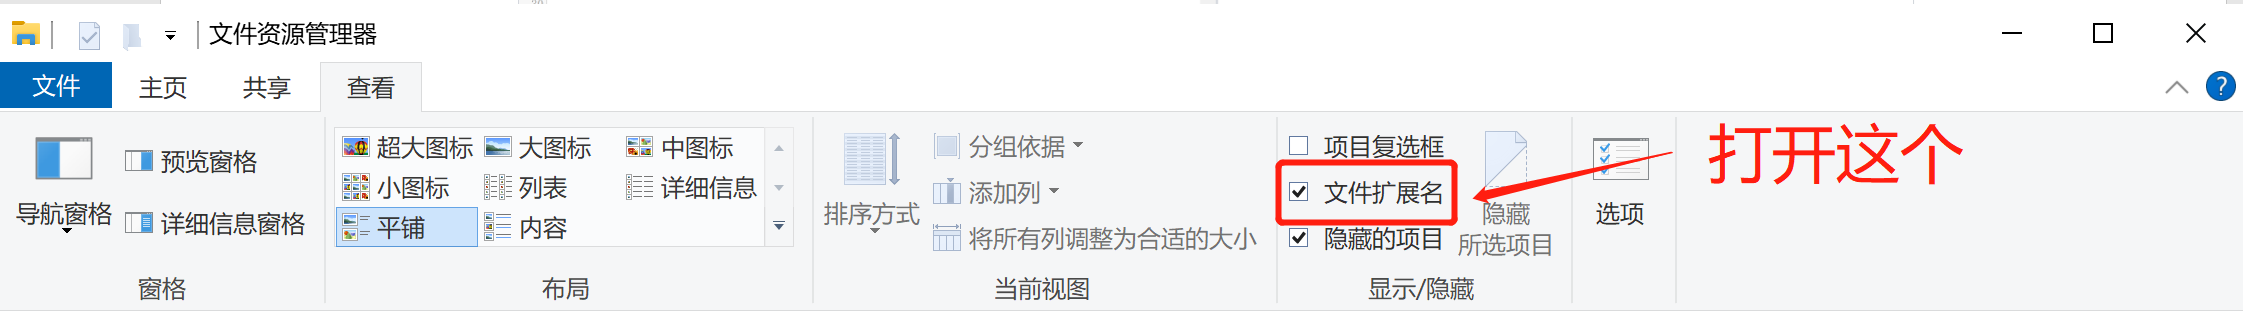 文件资源管理器
文件 主页 共享 查看
?
导航窗格
预览窗格
详细信息窗格
窗格
超大图标 大图标 中图标
小图标 列表 详细信息
平铺 内容
布局
排序方式
分组依据
添加列
将所有列调整为合适的大小
当前视图
项目复选框
文件扩展名
隐藏的项目
隐藏
所选项目
显示/隐藏
选项
打开这个